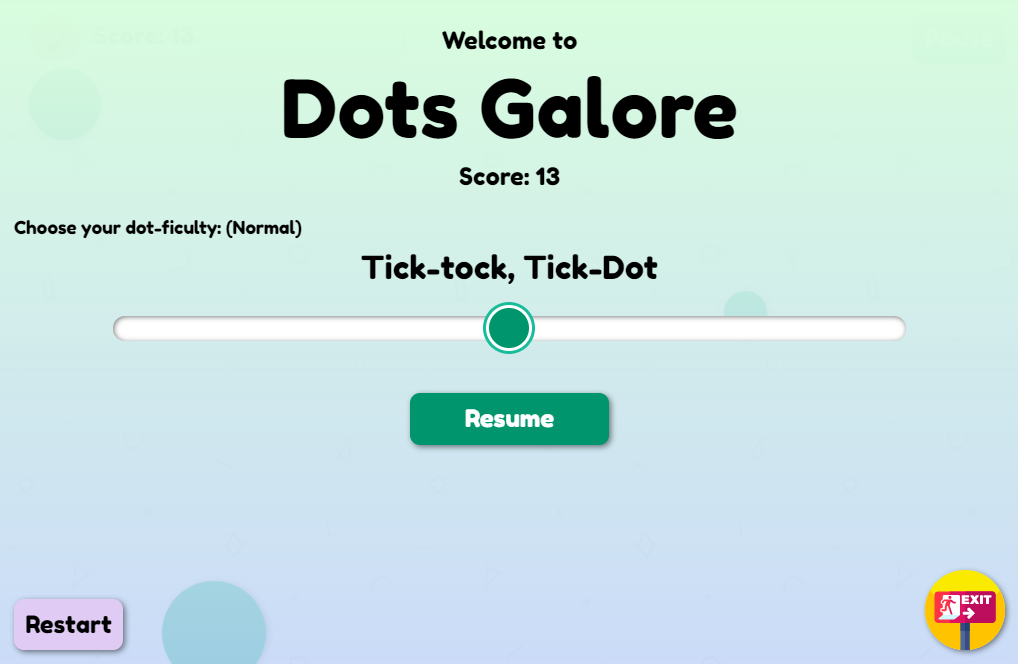 Score: 13
Welcome to
Dots Galore
Score: 13
Choose your dot-ficulty: (Normal)
Tick-tock, Tick-Dot
Resume
Restart
EXIT